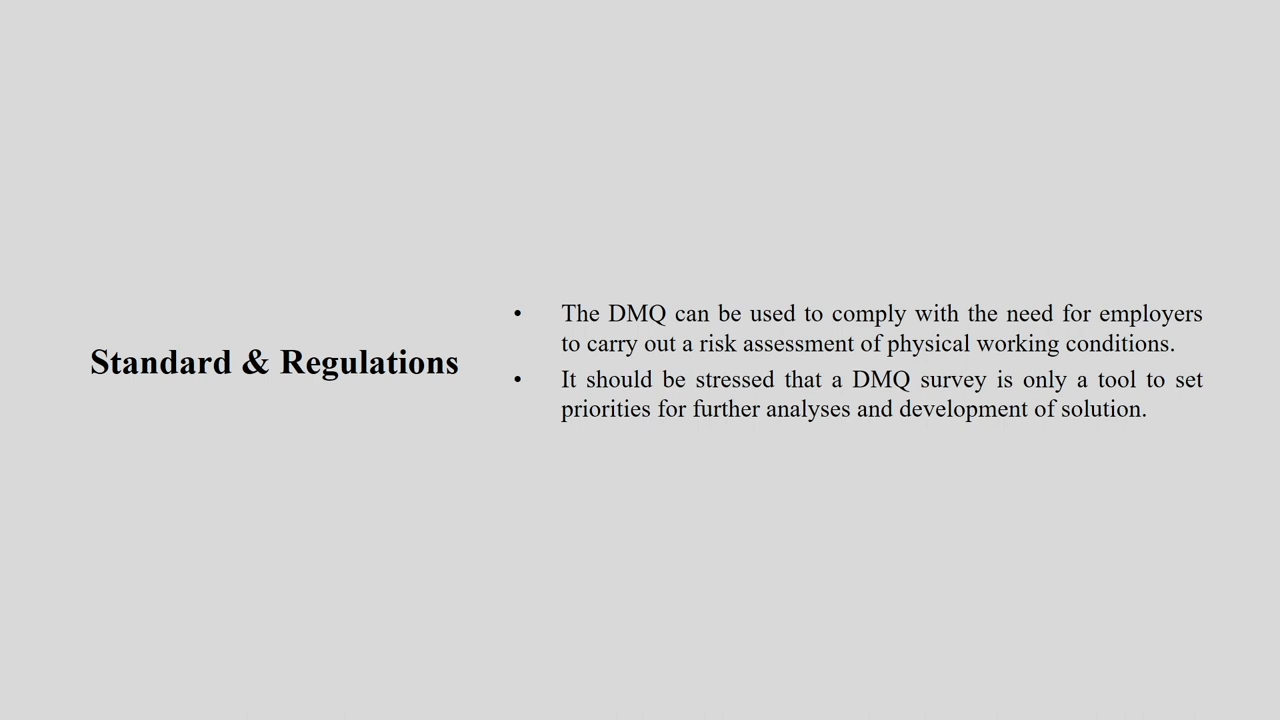 Standard & Regulations
• The DMQ can be used to comply with the need for employers
to carry out a risk assessment of physical working conditions.
• It should be stressed that a DMQ survey is only a tool to set
priorities for further analyses and development of solution.